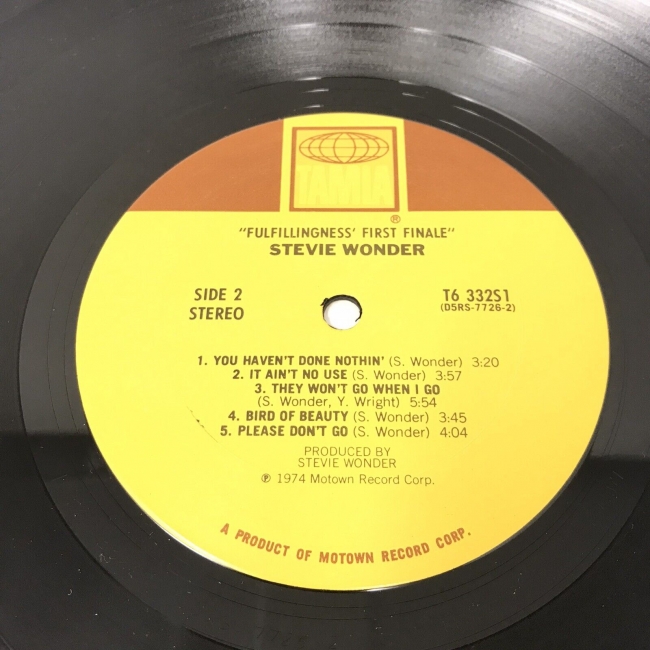 TAMLA
®
"FULFILLINGNESS' FIRST FINALE"
STEVIE WONDER
SIDE 2
STEREO
T6 332S1
(D5RS-7726-2)
1. YOU HAVEN'T DONE NOTHIN' (S. Wonder) 3:20
2. IT AIN'T NO USE (S. Wonder) 3:57
3. THEY WON'T GO WHEN I GO
(S. Wonder, Y. Wright) 5:54
4. BIRD OF BEAUTY (S. Wonder) 3:45
5. PLEASE DON'T GO (S. Wonder) 4:04
PRODUCED BY
STEVIE WONDER
℗ 1974 Motown Record Corp.
A PRODUCT OF MOTOWN RECORD CORP.